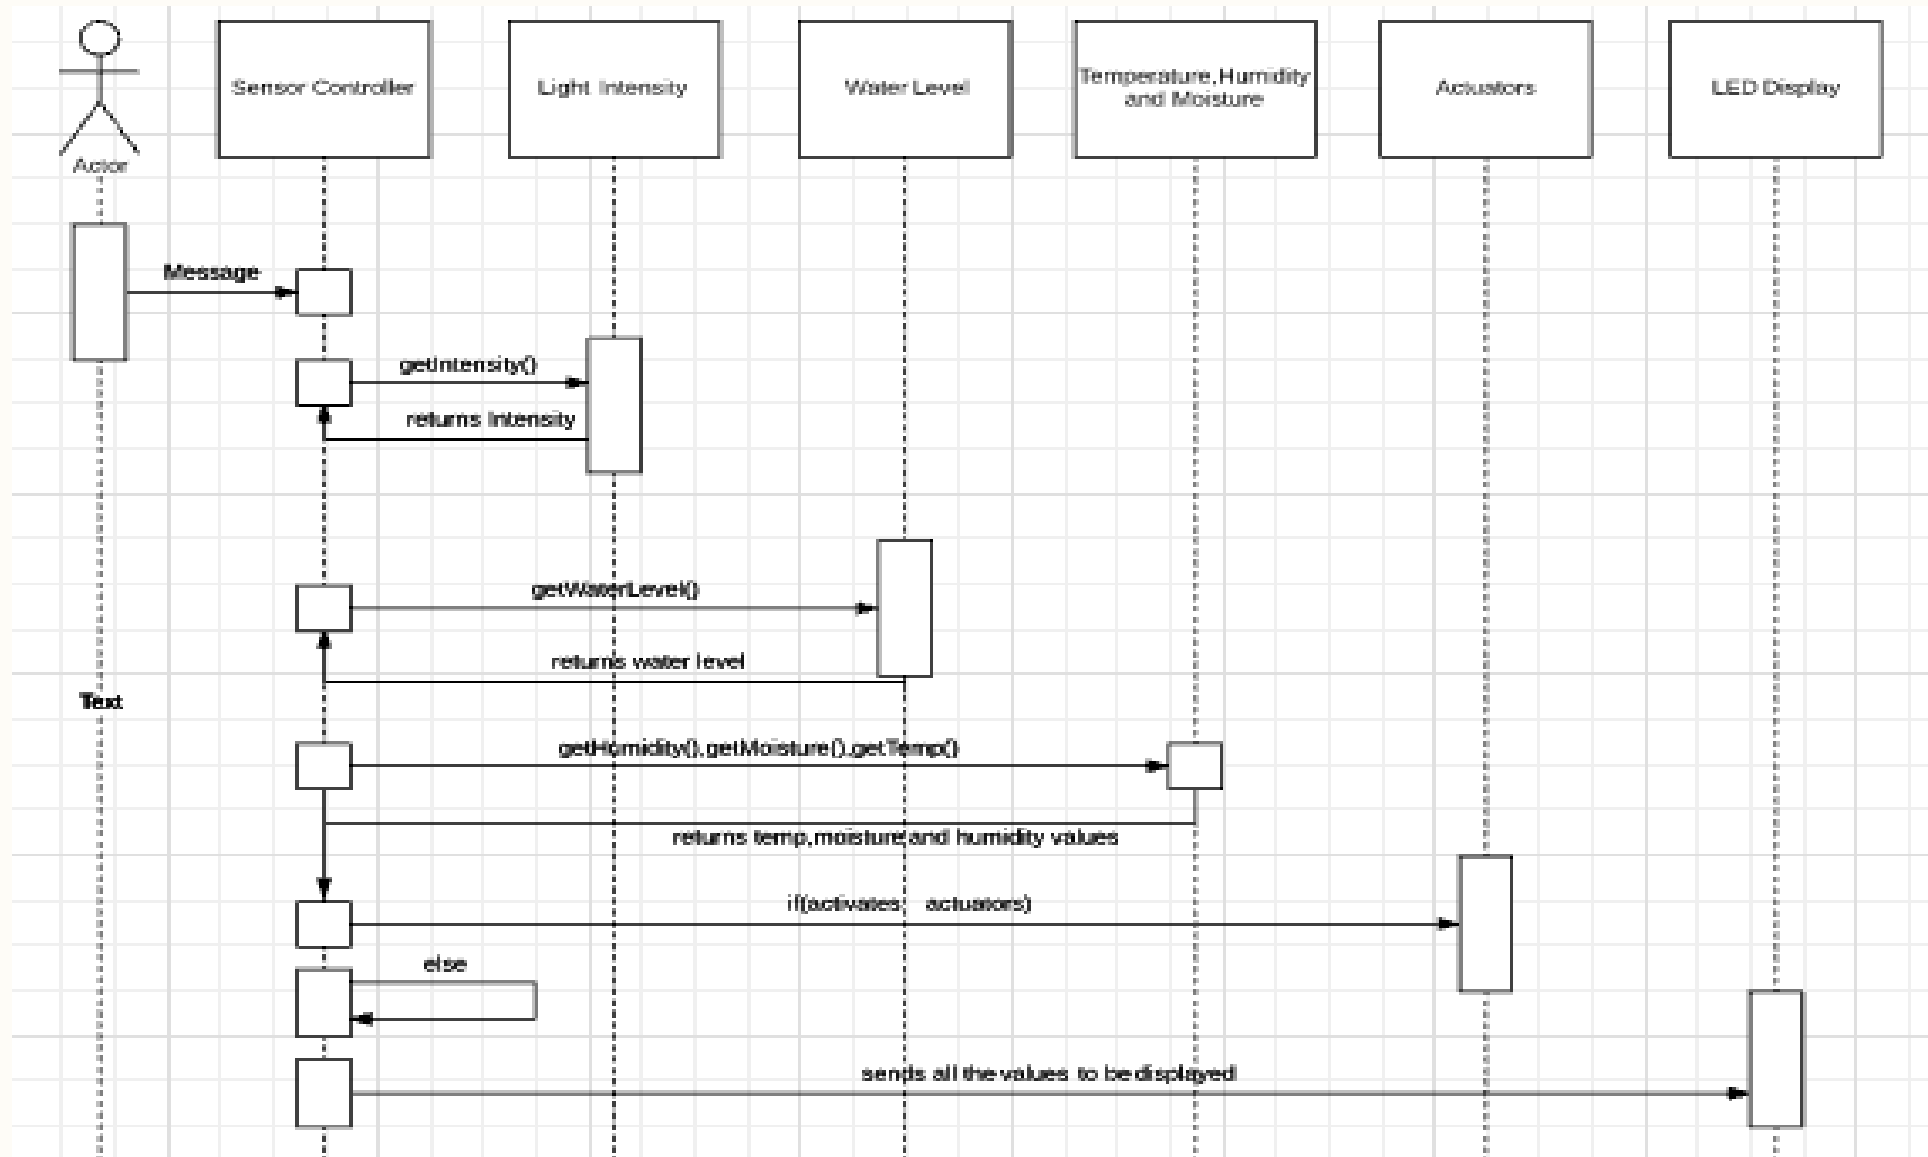 Actor
Sensor Controller
Light Intensity
Water Level
Temperature,Humidity
and Moisture
Actuators
LED Display
Message
getIntensity()
returns Intensity
getWaterLevel()
returns water level
Text
getHumidity(),getMoisture(),getTemp()
returns temp,moisture and humidity values
if(activates actuators)
else
sends all the values to be displayed